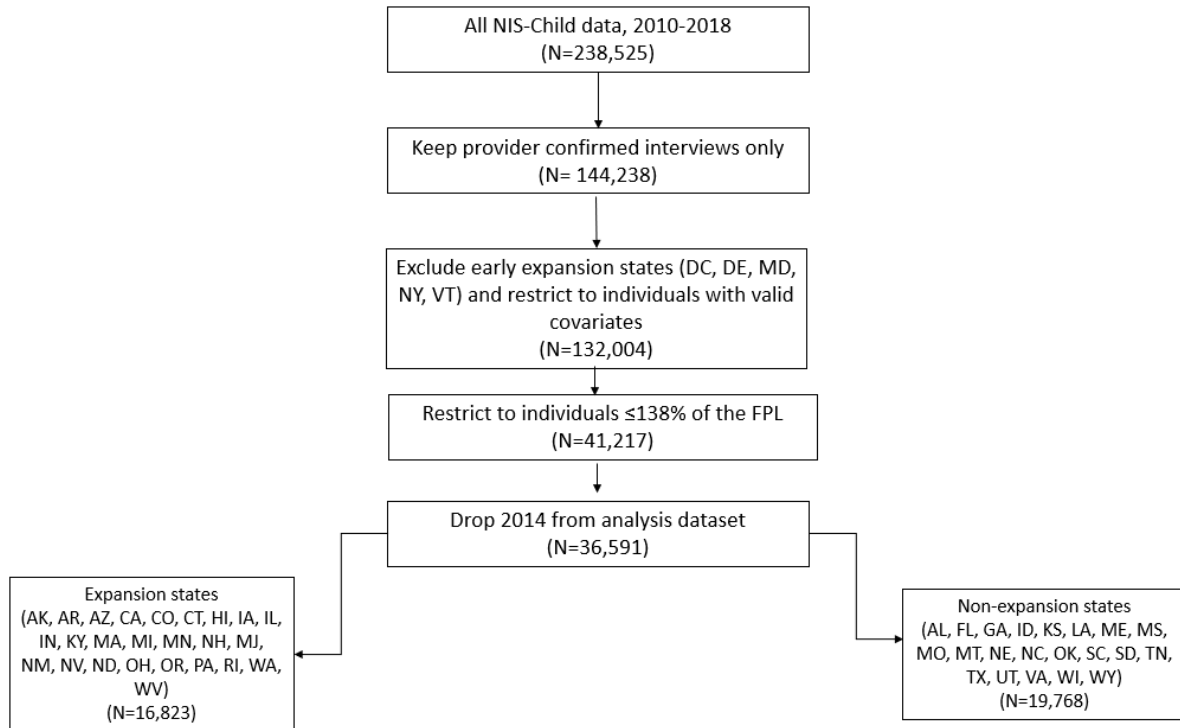 All NIS-Child data, 2010-2018
(N=238,525)
Keep provider confirmed interviews only
(N= 144,238)
Exclude early expansion states (DC, DE, MD,
NY, VT) and restrict to individuals with valid
covariates
(N=132,004)
Restrict to individuals ≤138% of the FPL
(N=41,217)
Drop 2014 from analysis dataset
(N=36,591)
Expansion states
(AK, AR, AZ, CA, CO, CT, HI, IA, IL,
IN, KY, MA, MI, MN, NH, MJ,
NM, NV, ND, OH, OR, PA, RI, WA,
WV)
(N=16,823)
Non-expansion states
(AL, FL, GA, ID, KS, LA, ME, MS,
MO, MT, NE, NC, OK, SC, SD, TN,
TX, UT, VA, WI, WY)
(N=19,768)